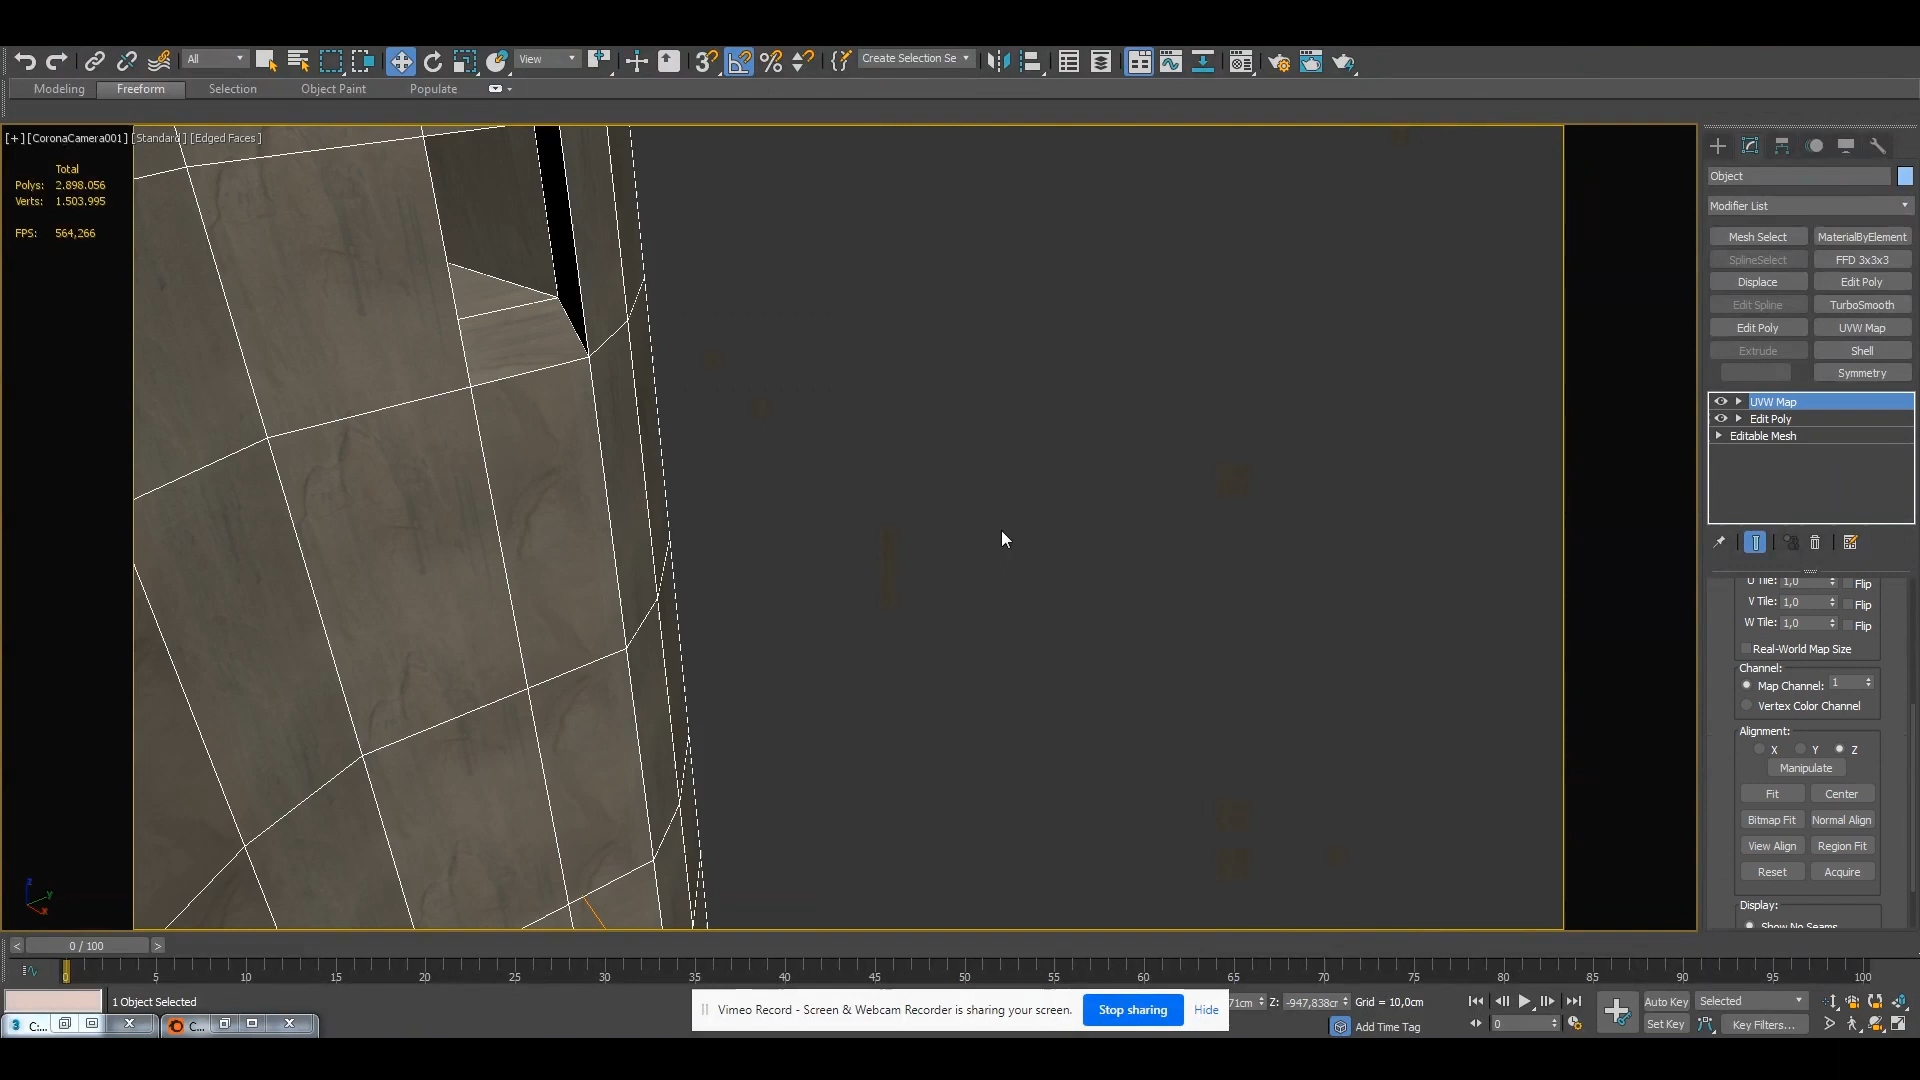 All
View
Create Selection Se
Modeling
Freeform
Selection
Object Paint
Populate
[+] [CoronaCamera001] [Standard] [Edged Faces]
Total
Polys: 2.898.056
Verts: 1.503.995
FPS: 564,266
Object
Modifier List
Mesh Select
MaterialByElement
SplineSelect
FFD 3x3x3
Displace
Edit Poly
Edit Spline
TurboSmooth
Edit Poly
UVW Map
Extrude
Shell
Symmetry
UVW Map
Edit Poly
Editable Mesh
U Tile: 1,0 Flip
V Tile: 1,0 Flip
W Tile: 1,0 Flip
Real-World Map Size
Channel:
Map Channel: 1
Vertex Color Channel
Alignment:
X Y Z
Manipulate
Fit
Center
Bitmap Fit
Normal Align
View Align
Region Fit
Reset
Acquire
Display:
Show No Seams
z
y
x
< 0 / 100 >
0 5 10 15 20 25 30 35 40 45 50 55 60 65 70 75 80 85 90 95 100
1 Object Selected
Vimeo Record - Screen & Webcam Recorder is sharing your screen.
Stop sharing
Hide
71cm
Z: -947,838cm
Grid = 10,0cm
Add Time Tag
0
Auto Key
Selected
Set Key
Key Filters...
3 C:...
C...